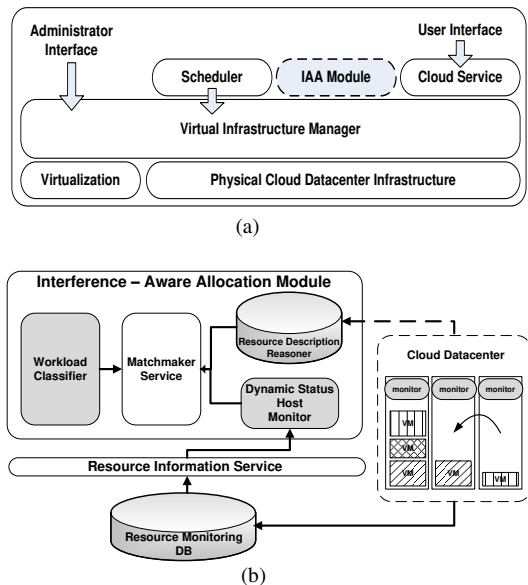 Administrator
Interface
User Interface
Scheduler
IAA Module
Cloud Service
Virtual Infrastructure Manager
Virtualization
Physical Cloud Datacenter Infrastructure
(a)
Interference – Aware Allocation Module
Workload
Classifier
Matchmaker
Service
Resource Description
Reasoner
Dynamic Status
Host
Monitor
Cloud Datacenter
monitor
monitor
monitor
VM
VM
VM
VM
VM
Resource Information Service
Resource Monitoring
DB
(b)